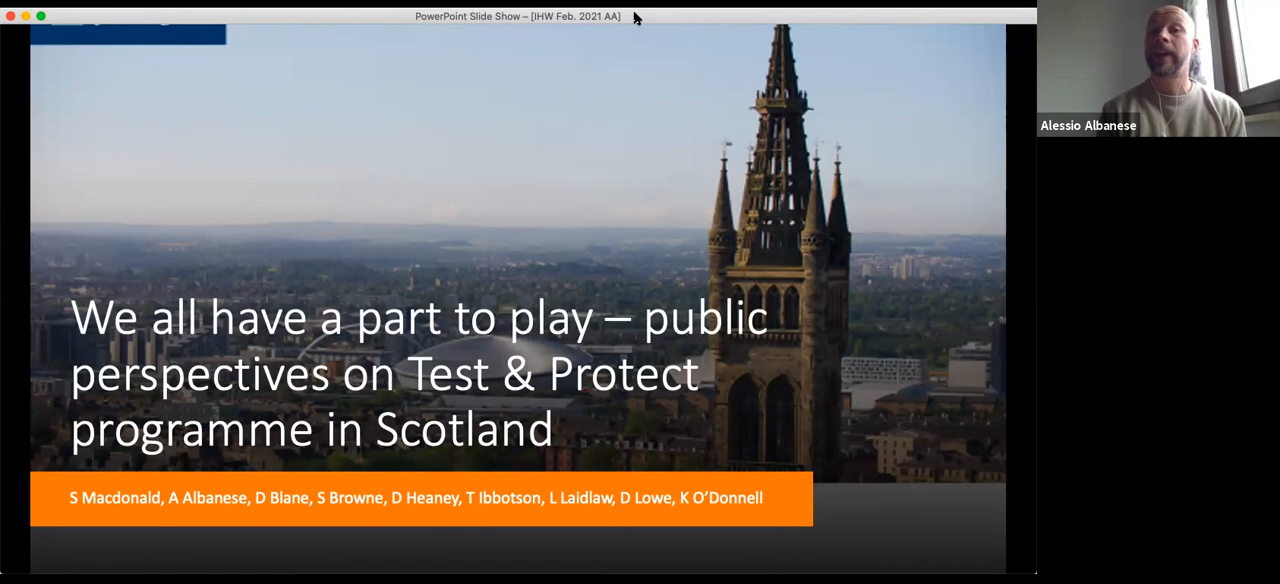 PowerPoint Slide Show – [IHW Feb. 2021 AA]
Alessio Albanese
We all have a part to play – public
perspectives on Test & Protect
programme in Scotland
S Macdonald, A Albanese, D Blane, S Browne, D Heaney, T Ibbotson, L Laidlaw, D Lowe, K O’Donnell